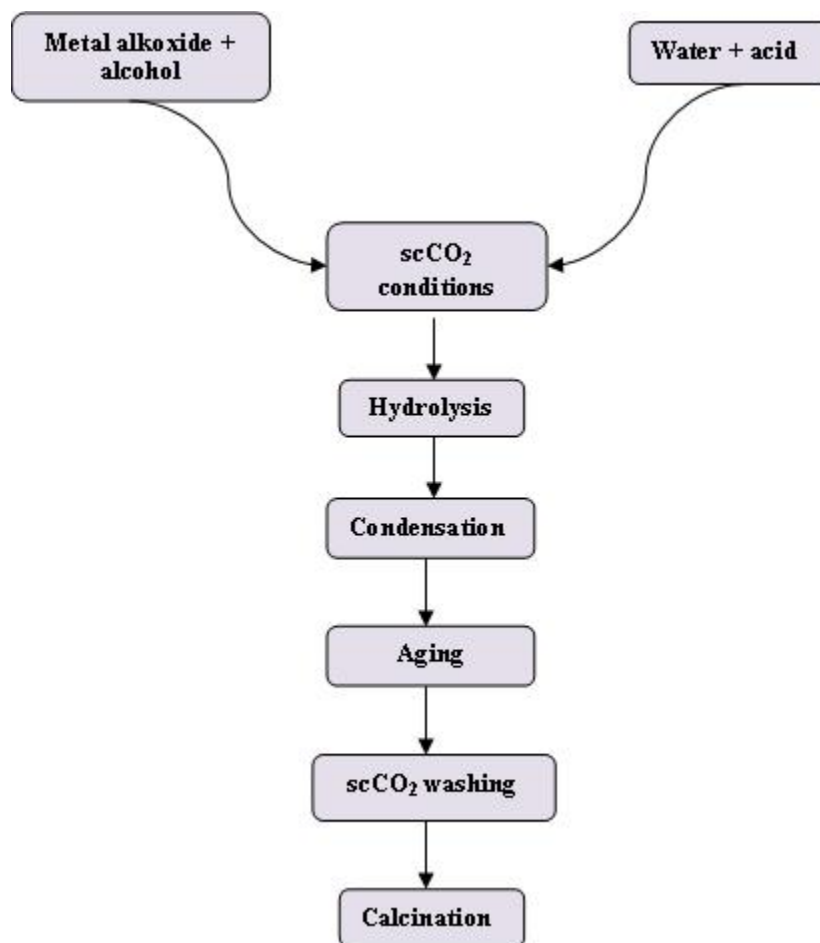 Metal alkoxide +
alcohol
Water + acid
scCO₂
conditions
Hydrolysis
Condensation
Aging
scCO₂ washing
Calcination